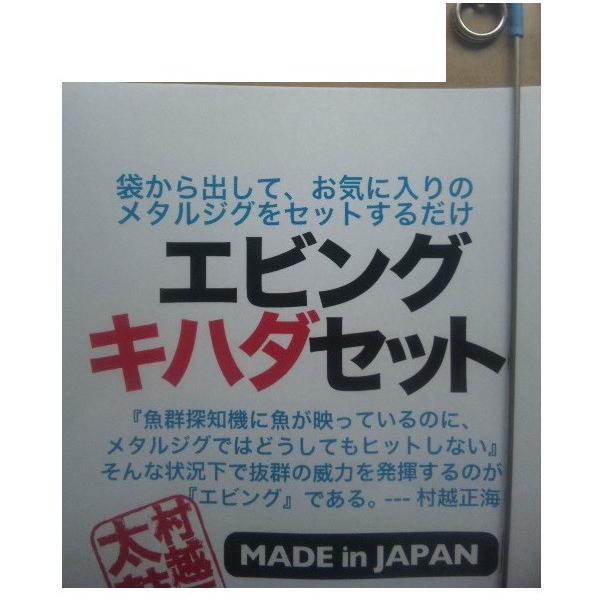 袋から出して、お気に入りの
メタルジグをセットするだけ
エビング
キハダセット
『魚群探知機に魚が映っているのに、
メタルジグではどうしてもヒットしない』
そんな状況下で抜群の威力を発揮するのが
『エビング』である。--- 村越正海
村越
太
MADE in JAPAN